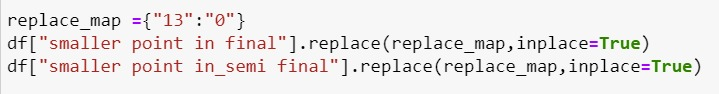 replace_map ={"13":"0"}
df["smaller point in final"].replace(replace_map,inplace=True)
df["smaller point in_semi final"].replace(replace_map,inplace=True)